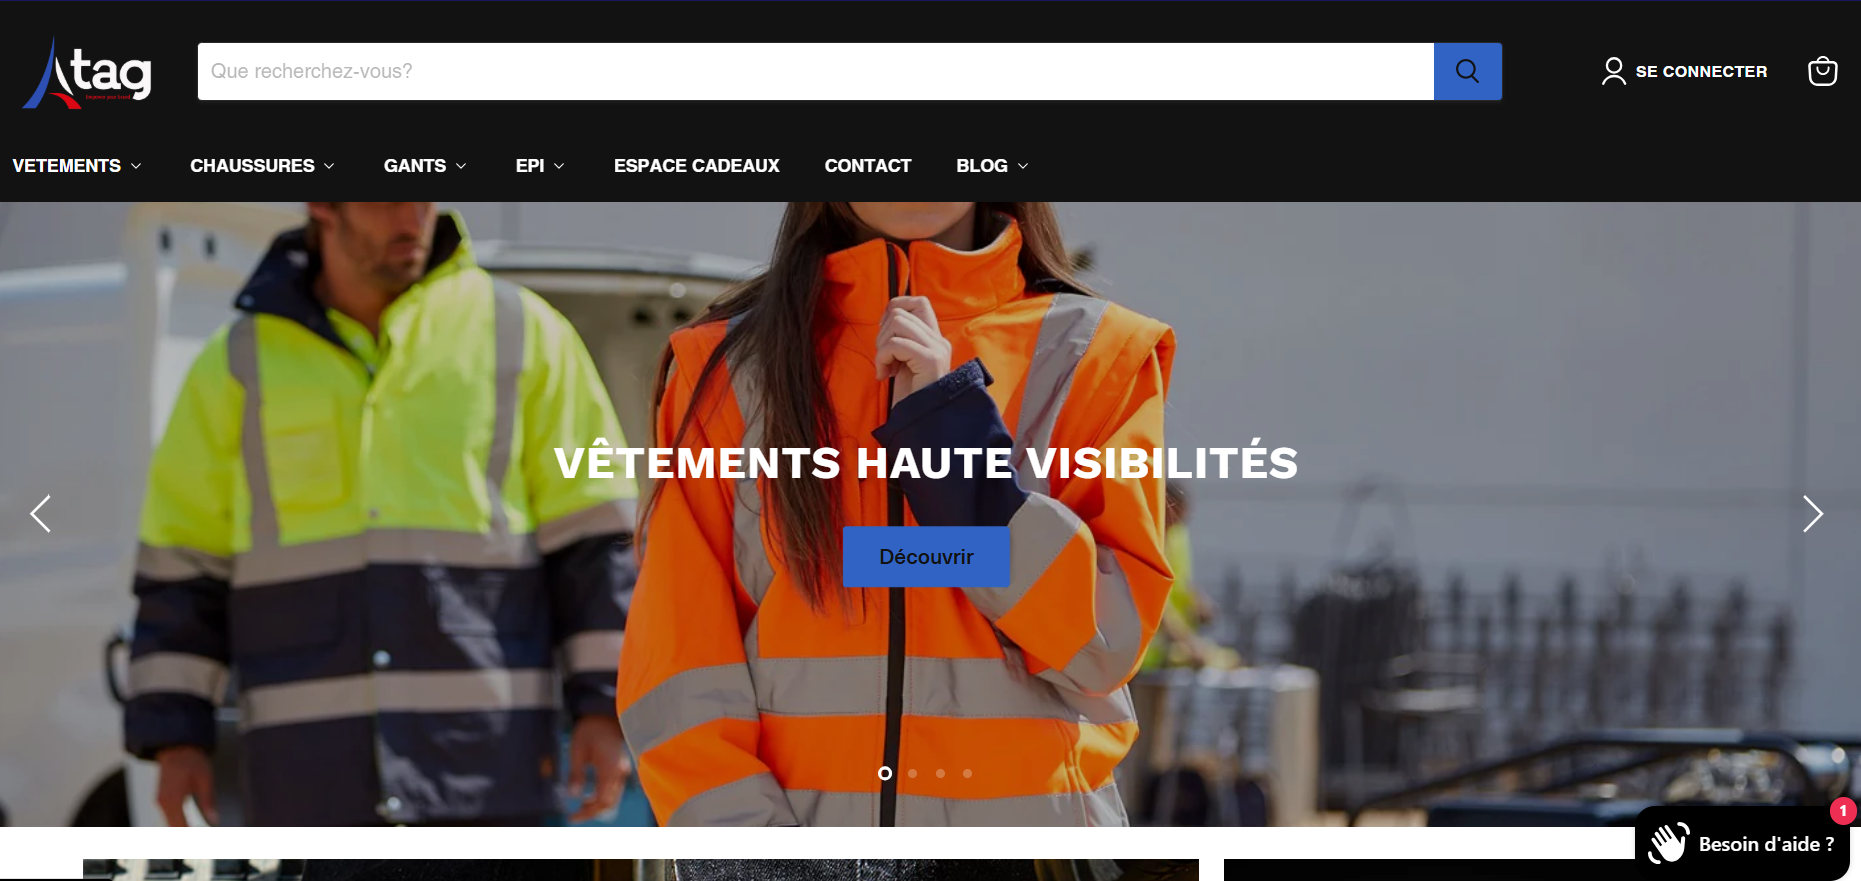 tag
Que recherchez-vous?
SE CONNECTER
VETEMENTS
CHAUSSURES
GANTS
EPI
ESPACE CADEAUX
CONTACT
BLOG
VÊTEMENTS HAUTE VISIBILITÉS
Découvrir
1
Besoin d'aide ?